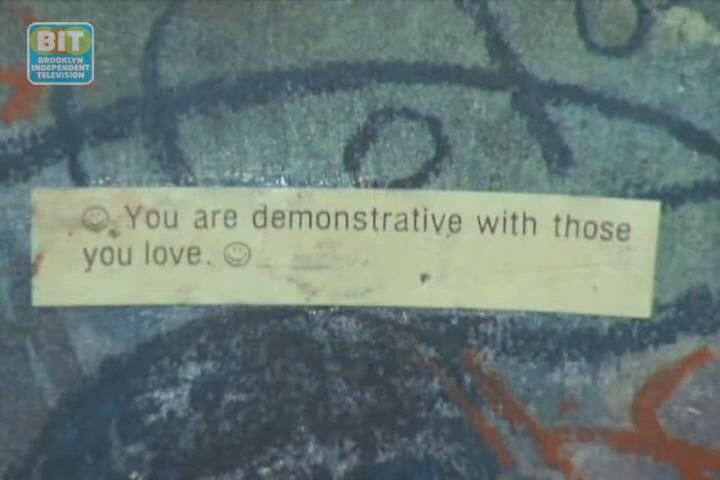 BIT
BROOKLYN
INDEPENDENT
TELEVISION
☺ You are demonstrative with those
you love. ☺